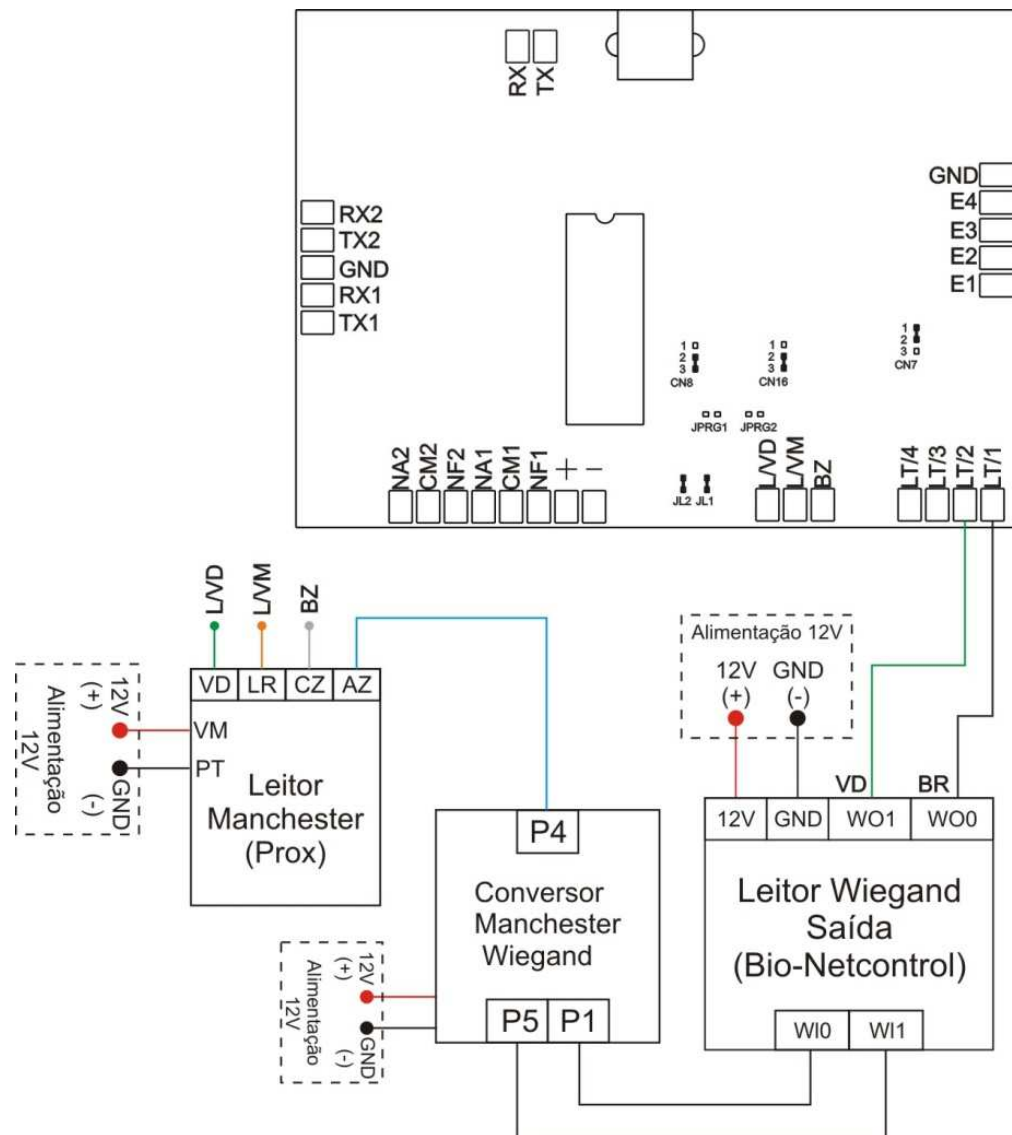 RX
TX
RX2
TX2
GND
RX1
TX1
GND
E4
E3
E2
E1
1
2
3
CN8
1
2
3
CN16
1
2
3
CN7
JPRG1
JPRG2
JL2
JL1
NA2
CM2
NF2
NA1
CM1
NF1
+
-
L/VD
L/VM
BZ
LT/4
LT/3
LT/2
LT/1
L/VD
L/VM
BZ
VD
LR
CZ
AZ
VM
PT
Leitor
Manchester
(Prox)
12V
(+)
GND
(-)
Alimentação
12V
P4
Conversor
Manchester
Wiegand
P5
P1
12V
(+)
GND
(-)
Alimentação
12V
Alimentação 12V
12V
(+)
GND
(-)
VD
BR
12V
GND
WO1
WO0
Leitor Wiegand
Saída
(Bio-Netcontrol)
WI0
WI1